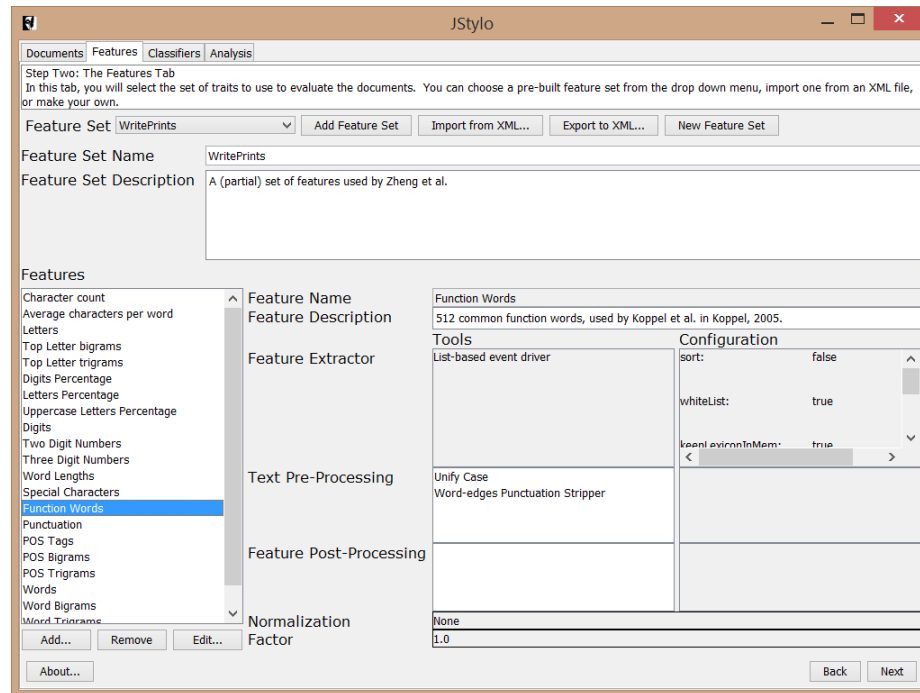 JStylo
Documents Features Classifiers Analysis
Step Two: The Features Tab
In this tab, you will select the set of traits to use to evaluate the documents. You can choose a pre-built feature set from the drop down menu, import one from an XML file,
or make your own.
Feature Set WritePrints Add Feature Set Import from XML... Export to XML... New Feature Set
Feature Set Name WritePrints
Feature Set Description A (partial) set of features used by Zheng et al.
Features
Character count
Average characters per word
Letters
Top Letter bigrams
Top Letter trigrams
Digits Percentage
Letters Percentage
Uppercase Letters Percentage
Digits
Two Digit Numbers
Three Digit Numbers
Word Lengths
Special Characters
Function Words
Punctuation
POS Tags
POS Bigrams
POS Trigrams
Words
Word Bigrams
Word Trigrams
Add... Remove Edit...
Feature Name Function Words
Feature Description 512 common function words, used by Koppel et al. in Koppel, 2005.
Tools Configuration
Feature Extractor List-based event driver sort: false
whiteList: true
keepLexiconInMem: true
Text Pre-Processing Unify Case
Word-edges Punctuation Stripper
Feature Post-Processing
Normalization None
Factor 1.0
About... Back Next